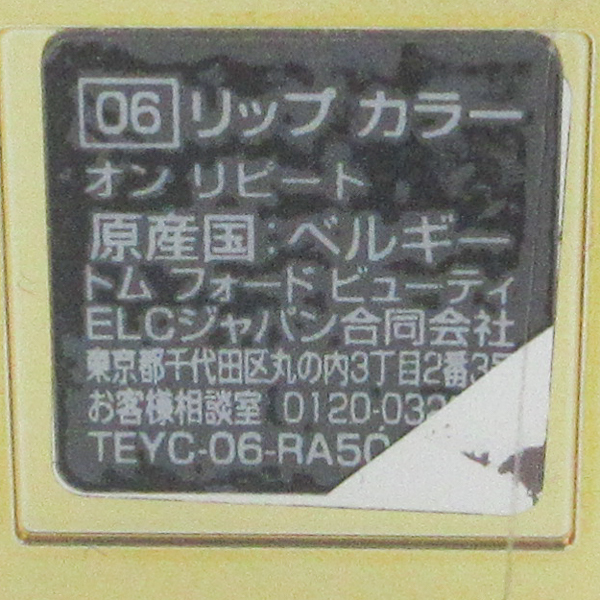 06 リップ カラー
オン リピート
原産国:ベルギー
トム フォード ビューティ
ELCジャパン合同会社
東京都千代田区丸の内3丁目2番3
お客様相談室 0120-03
TEYC-06-RA50